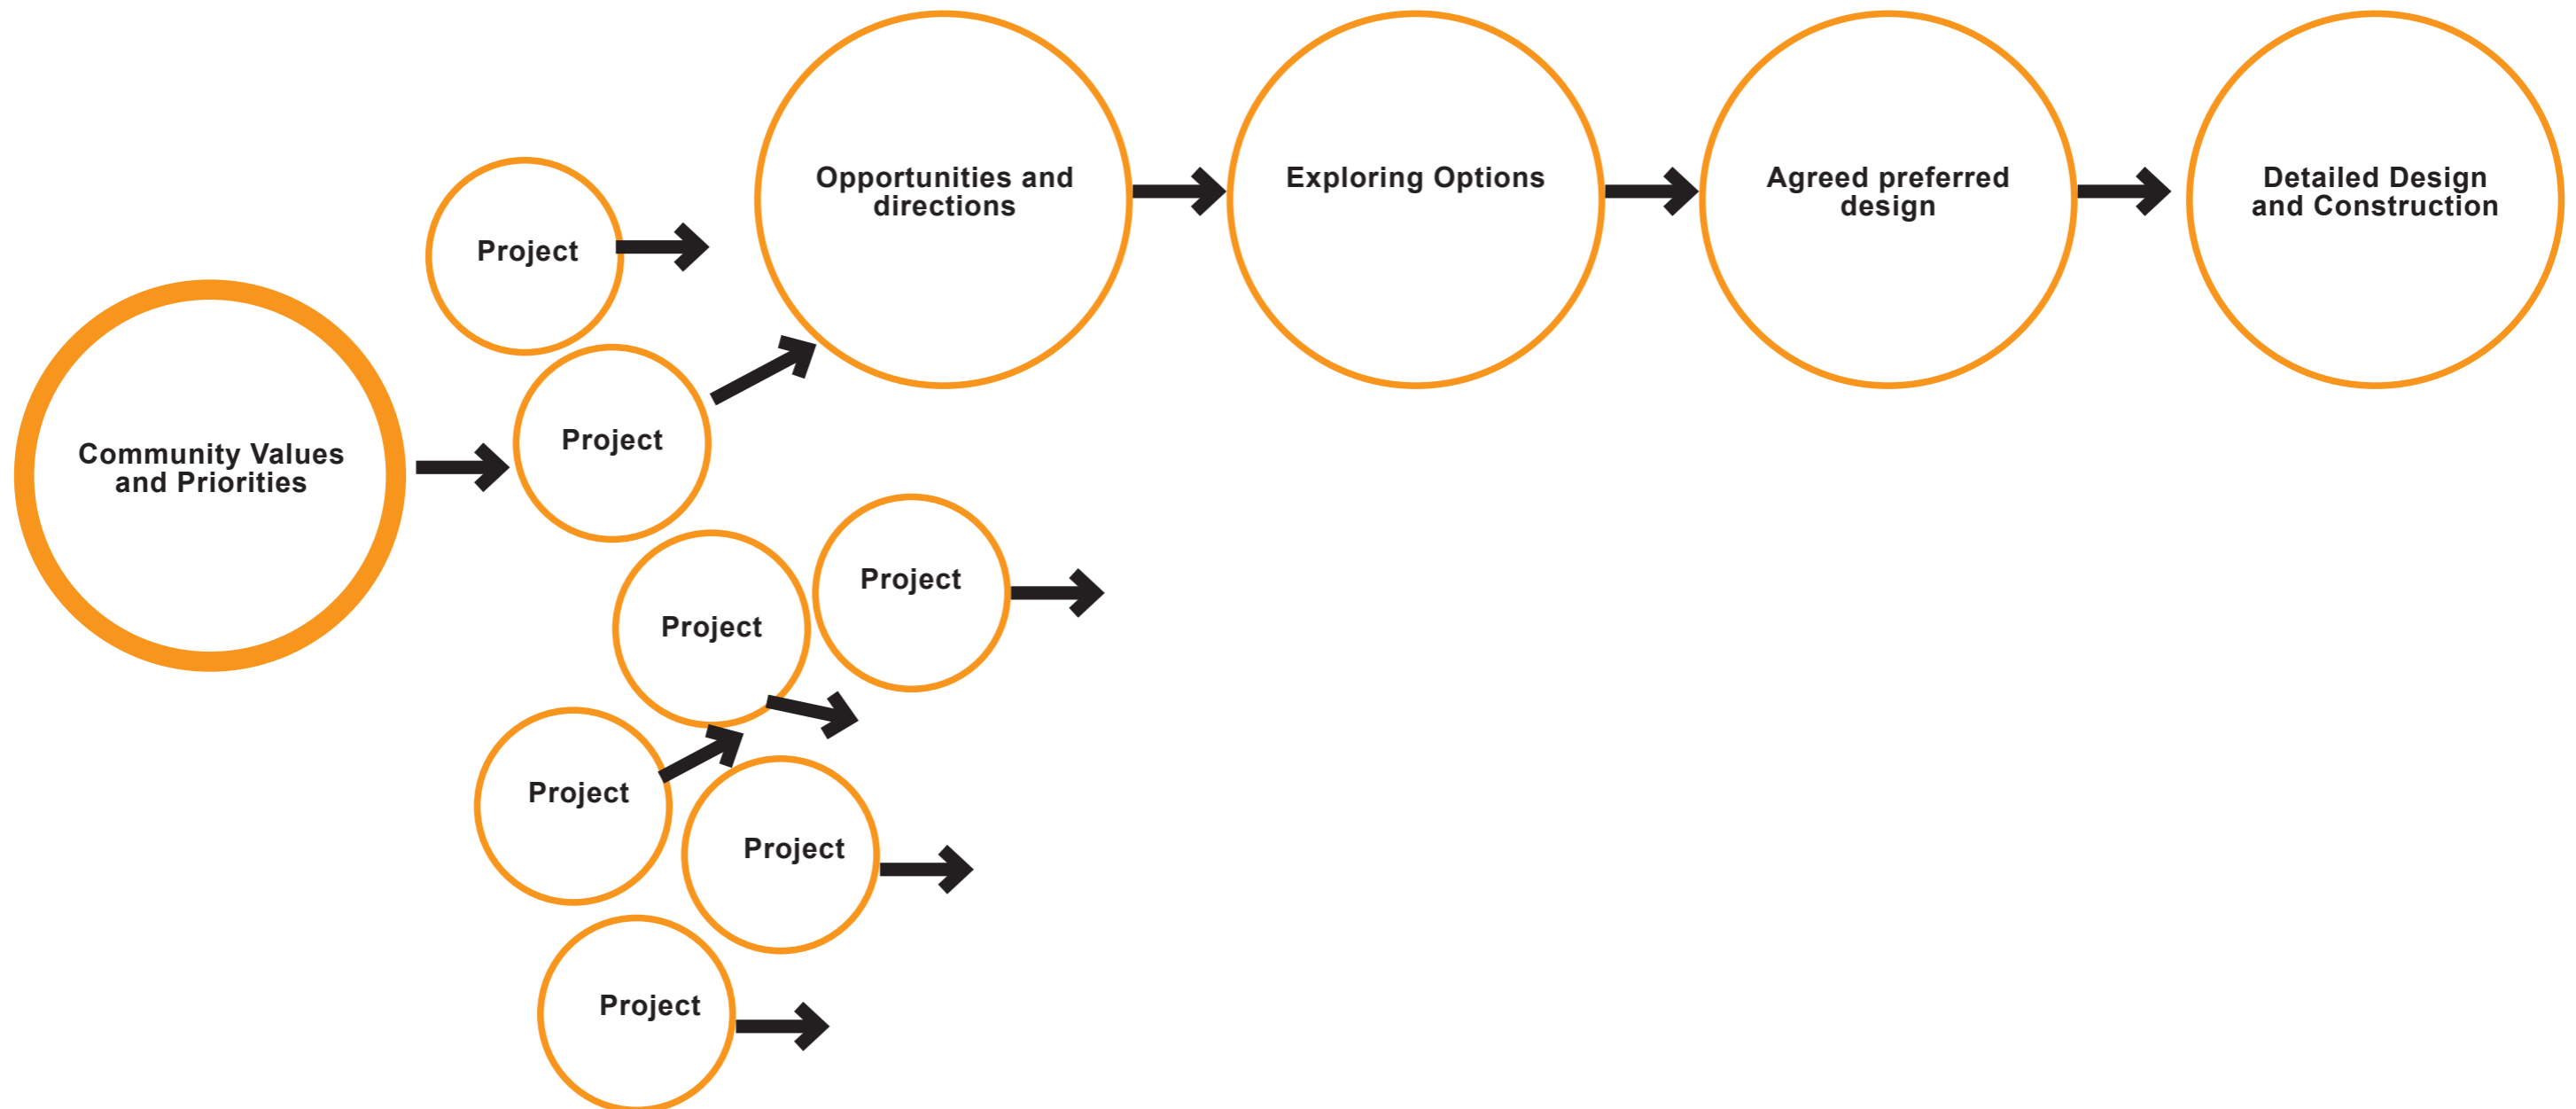 Opportunities and
directions
Exploring Options
Agreed preferred
design
Detailed Design
and Construction
Project
Project
Community Values
and Priorities
Project
Project
Project
Project
Project